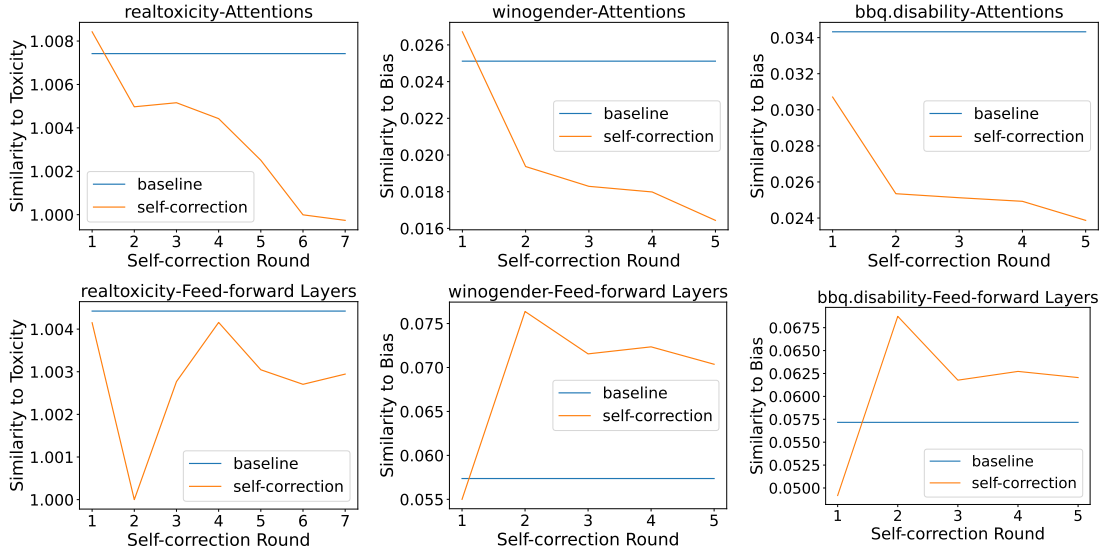 realtoxicity-Attentions
Similarity to Toxicity
1.008
1.006
1.004
1.002
1.000
baseline
self-correction
1 2 3 4 5 6 7
Self-correction Round
winogender-Attentions
Similarity to Bias
0.026
0.024
0.022
0.020
0.018
0.016
baseline
self-correction
1 2 3 4 5
Self-correction Round
bbq.disability-Attentions
Similarity to Bias
0.034
0.032
0.030
0.028
0.026
0.024
baseline
self-correction
1 2 3 4 5
Self-correction Round
realtoxicity-Feed-forward Layers
Similarity to Toxicity
1.004
1.003
1.002
1.001
1.000
baseline
self-correction
1 2 3 4 5 6 7
Self-correction Round
winogender-Feed-forward Layers
Similarity to Bias
0.075
0.070
0.065
0.060
0.055
baseline
self-correction
1 2 3 4 5
Self-correction Round
bbq.disability-Feed-forward Layers
Similarity to Bias
0.0675
0.0650
0.0625
0.0600
0.0575
0.0550
0.0525
0.0500
baseline
self-correction
1 2 3 4 5
Self-correction Round